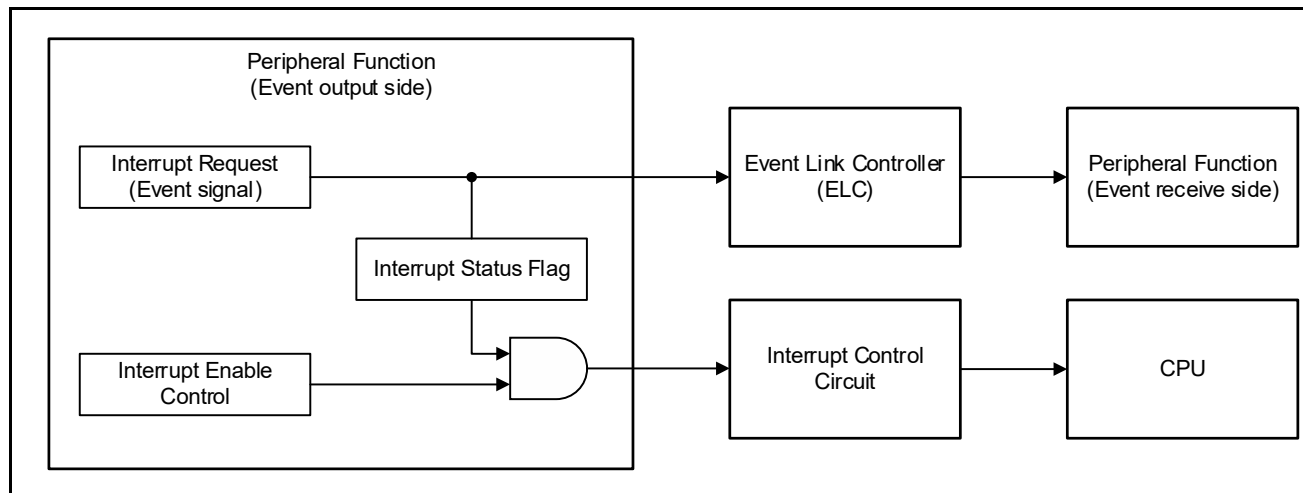 Peripheral Function
(Event output side)
Interrupt Request
(Event signal)
Event Link Controller
(ELC)
Peripheral Function
(Event receive side)
Interrupt Status Flag
Interrupt Enable
Control
Interrupt Control
Circuit
CPU